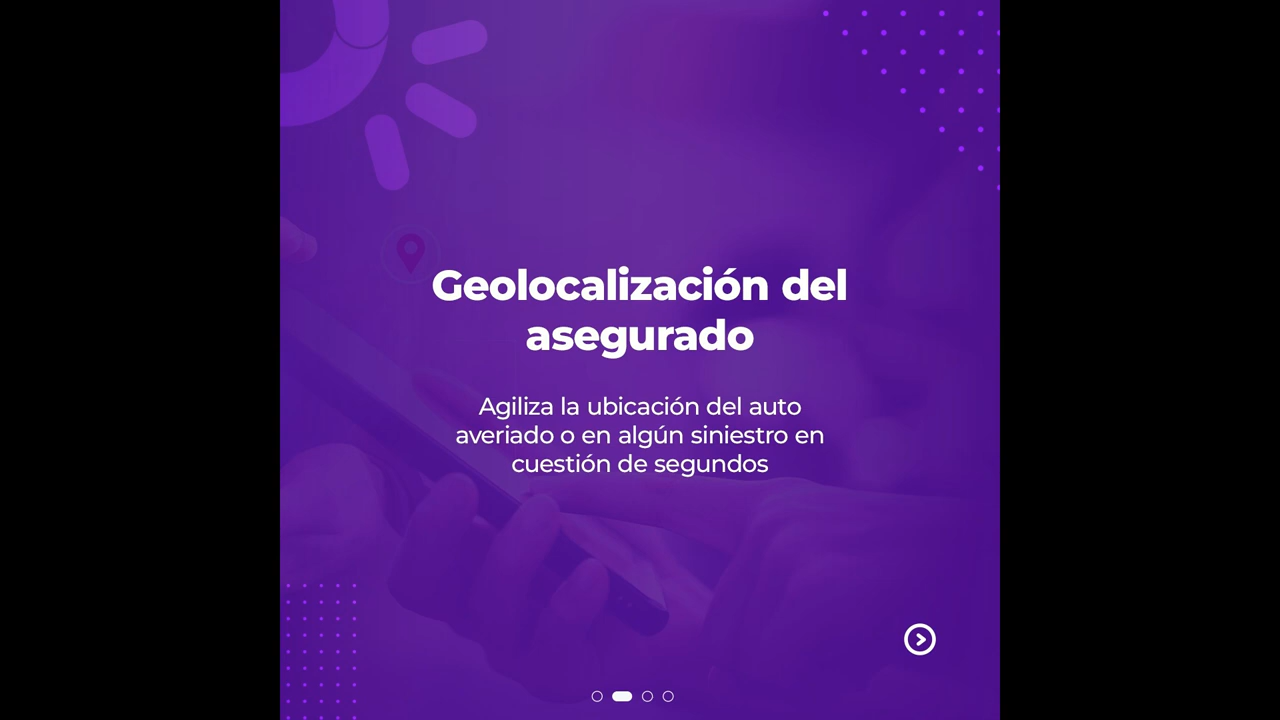 Geolocalización del
asegurado
Agiliza la ubicación del auto
averiado o en algún siniestro en
cuestión de segundos